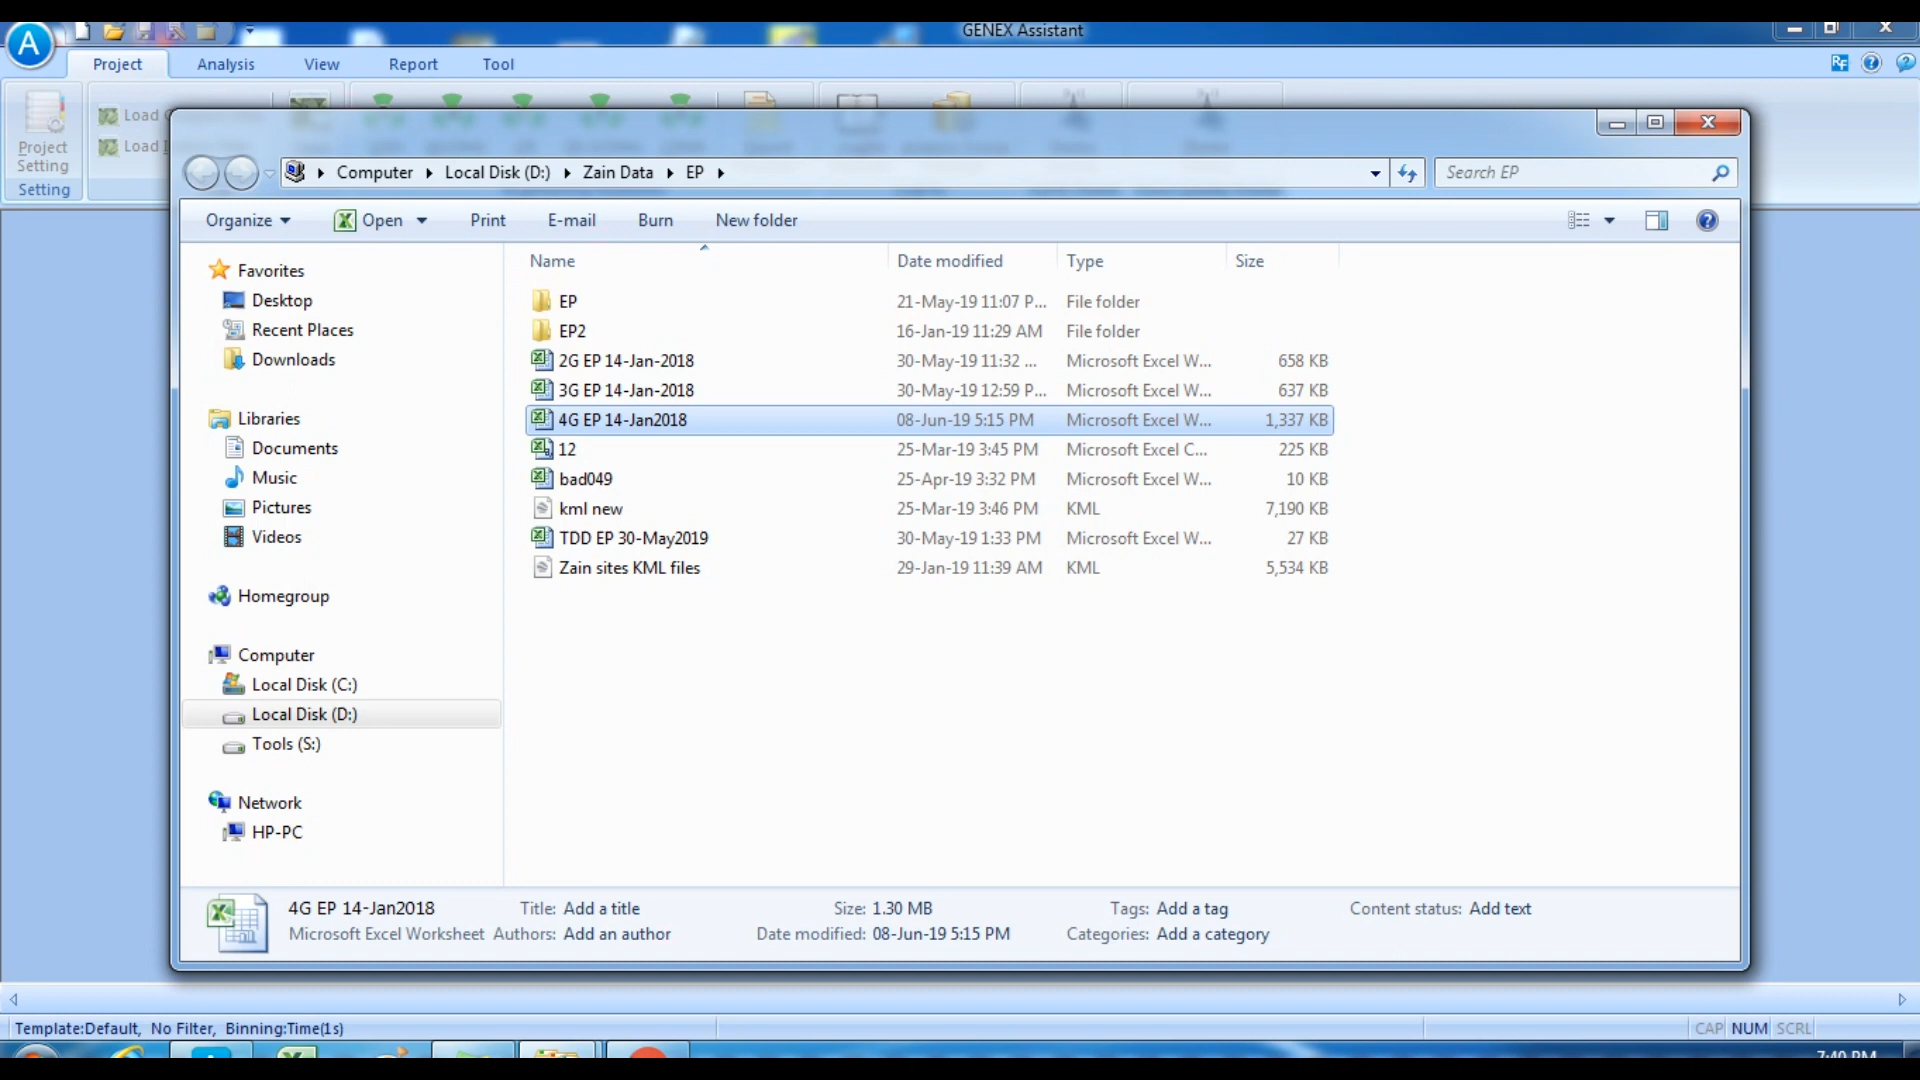 GENEX Assistant
A
Project Analysis View Report Tool
Load
Load
Project
Setting
Setting
Computer Local Disk (D:) Zain Data EP
Search EP
Organize Open Print E-mail Burn New folder
Name Date modified Type Size
EP 21-May-19 11:07 P... File folder
EP2 16-Jan-19 11:29 AM File folder
2G EP 14-Jan-2018 30-May-19 11:32 ... Microsoft Excel W... 658 KB
3G EP 14-Jan-2018 30-May-19 12:59 P... Microsoft Excel W... 637 KB
4G EP 14-Jan2018 08-Jun-19 5:15 PM Microsoft Excel W... 1,337 KB
12 25-Mar-19 3:45 PM Microsoft Excel C... 225 KB
bad049 25-Apr-19 3:32 PM Microsoft Excel W... 10 KB
kml new 25-Mar-19 3:46 PM KML 7,190 KB
TDD EP 30-May2019 30-May-19 1:33 PM Microsoft Excel W... 27 KB
Zain sites KML files 29-Jan-19 11:39 AM KML 5,534 KB
Favorites
Desktop
Recent Places
Downloads
Libraries
Documents
Music
Pictures
Videos
Homegroup
Computer
Local Disk (C:)
Local Disk (D:)
Tools (S:)
Network
HP-PC
4G EP 14-Jan2018 Title: Add a title Size: 1.30 MB Tags: Add a tag Content status: Add text
Microsoft Excel Worksheet Authors: Add an author Date modified: 08-Jun-19 5:15 PM Categories: Add a category
Template:Default, No Filter, Binning:Time(1s) CAP NUM SCRL
7:40 PM